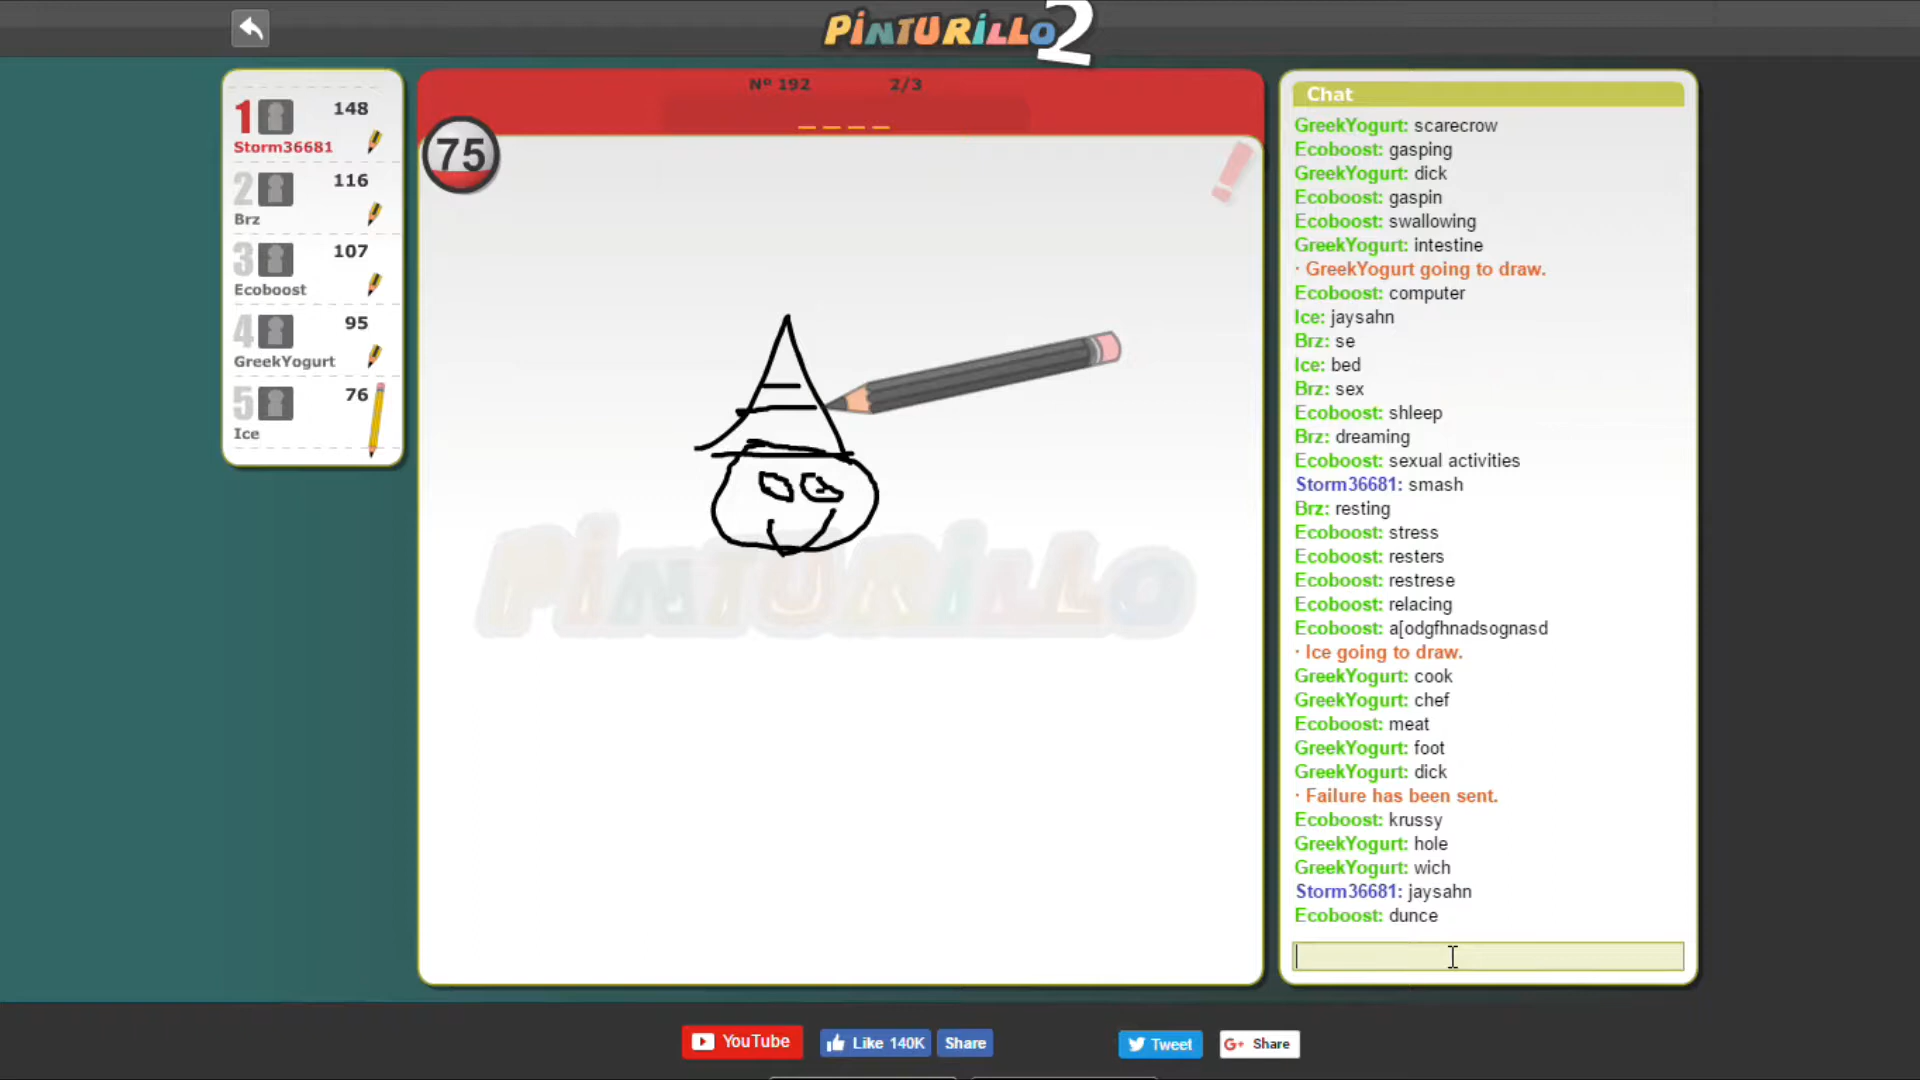 PINTURILLO 2
Nº 192 2/3
75
1 148
Storm36681
2 116
Brz
3 107
Ecoboost
4 95
GreekYogurt
5 76
Ice
PINTURILLO
Chat
GreekYogurt: scarecrow
Ecoboost: gasping
GreekYogurt: dick
Ecoboost: gaspin
Ecoboost: swallowing
GreekYogurt: intestine
· GreekYogurt going to draw.
Ecoboost: computer
Ice: jaysahn
Brz: se
Ice: bed
Brz: sex
Ecoboost: shleep
Brz: dreaming
Ecoboost: sexual activities
Storm36681: smash
Brz: resting
Ecoboost: stress
Ecoboost: resters
Ecoboost: restrese
Ecoboost: relacing
Ecoboost: a[odgfhnadsognasd
· Ice going to draw.
GreekYogurt: cook
GreekYogurt: chef
Ecoboost: meat
GreekYogurt: foot
GreekYogurt: dick
· Failure has been sent.
Ecoboost: krussy
GreekYogurt: hole
GreekYogurt: wich
Storm36681: jaysahn
Ecoboost: dunce
YouTube Like 140K Share Tweet G+ Share